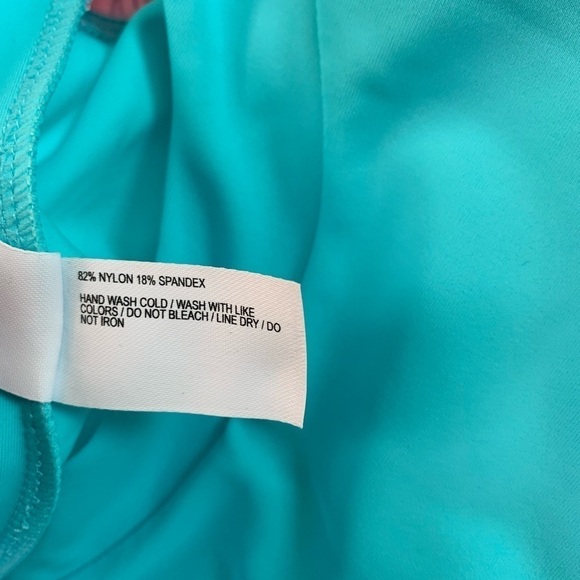 82% NYLON 18% SPANDEX
HAND WASH COLD / WASH WITH LIKE
COLORS / DO NOT BLEACH / LINE DRY / DO
NOT IRON